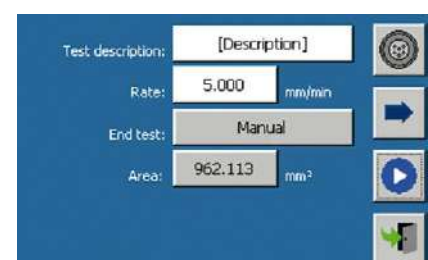 Test description: [Description]
Rate: 5.000 mm/min
End test: Manual
Area: 962.113 mm²